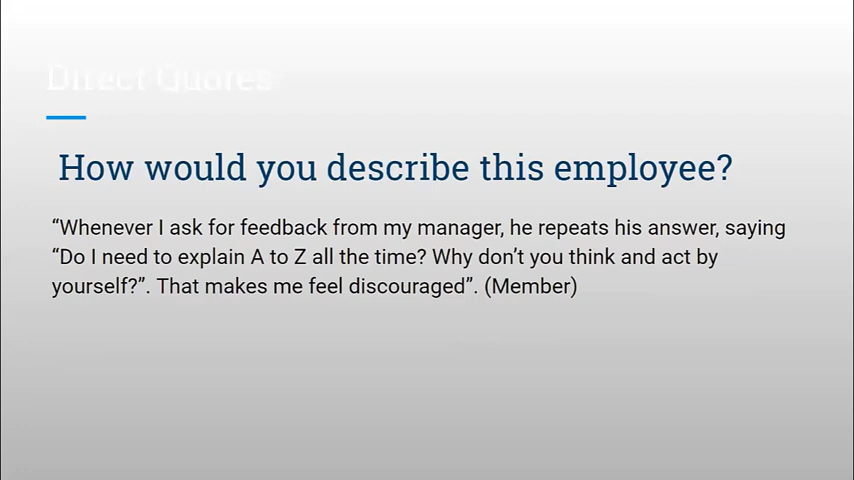 Direct Quores
How would you describe this employee?
“Whenever I ask for feedback from my manager, he repeats his answer, saying
“Do I need to explain A to Z all the time? Why don’t you think and act by
yourself?”. That makes me feel discouraged”. (Member)